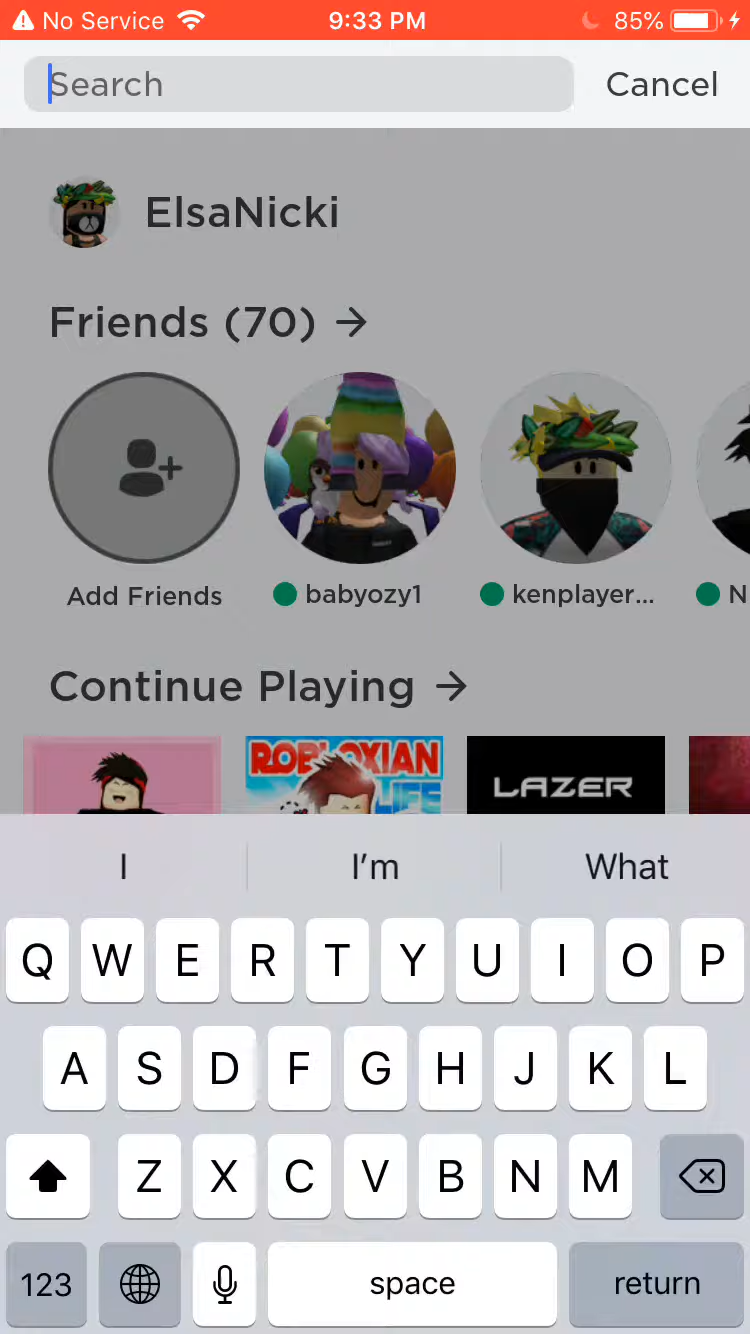 No Service 9:33 PM 85%
Search Cancel
ElsaNicki
Friends (70)
Add Friends babyozy1 kenplayer... N
Continue Playing
ROBLOXIAN LIFE LAZER
I I'm What
Q W E R T Y U I O P
A S D F G H J K L
Z X C V B N M
123 space return